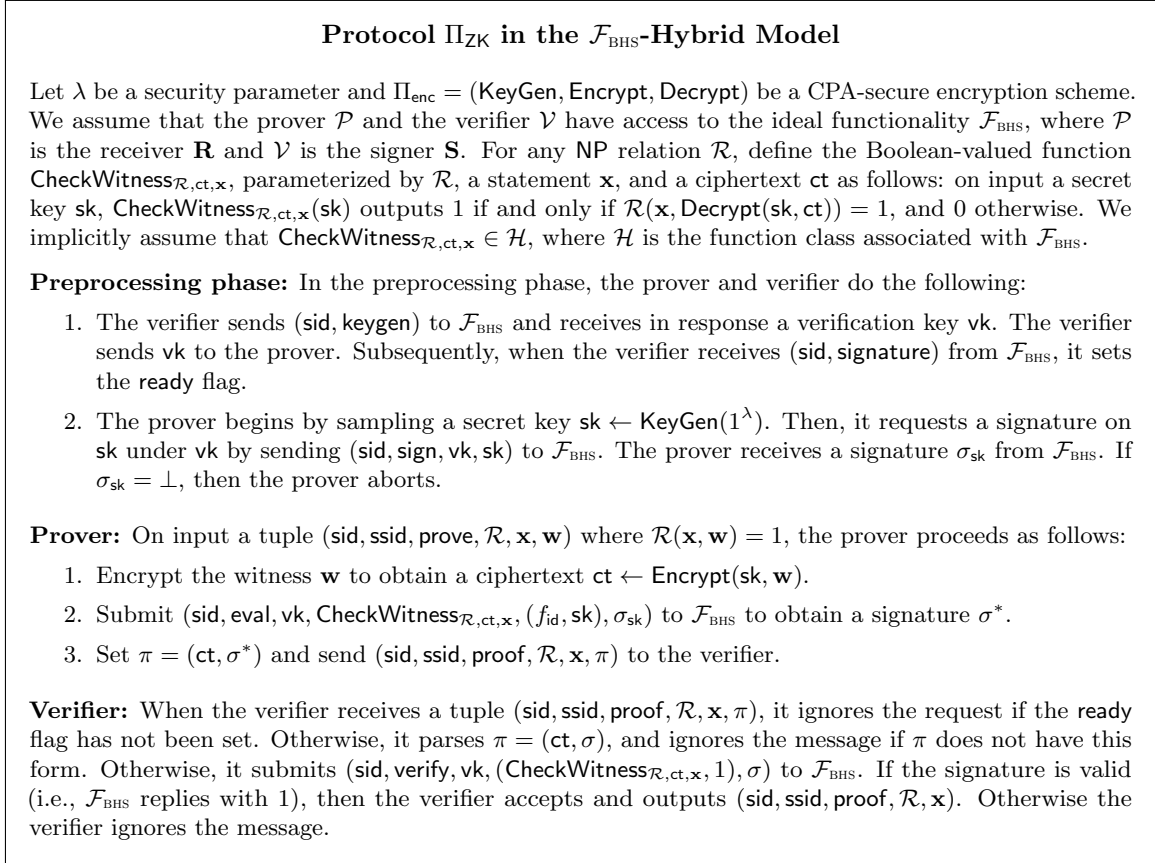 Protocol Π_ZK in the F_BHS-Hybrid Model
Let λ be a security parameter and Π_enc = (KeyGen, Encrypt, Decrypt) be a CPA-secure encryption scheme.
We assume that the prover P and the verifier V have access to the ideal functionality F_BHS, where P
is the receiver R and V is the signer S. For any NP relation R, define the Boolean-valued function
CheckWitness_R,ct,x, parameterized by R, a statement x, and a ciphertext ct as follows: on input a secret
key sk, CheckWitness_R,ct,x(sk) outputs 1 if and only if R(x, Decrypt(sk, ct)) = 1, and 0 otherwise. We
implicitly assume that CheckWitness_R,ct,x ∈ H, where H is the function class associated with F_BHS.
Preprocessing phase: In the preprocessing phase, the prover and verifier do the following:
1. The verifier sends (sid, keygen) to F_BHS and receives in response a verification key vk. The verifier
sends vk to the prover. Subsequently, when the verifier receives (sid, signature) from F_BHS, it sets
the ready flag.
2. The prover begins by sampling a secret key sk ← KeyGen(1^λ). Then, it requests a signature on
sk under vk by sending (sid, sign, vk, sk) to F_BHS. The prover receives a signature σ_sk from F_BHS. If
σ_sk = ⊥, then the prover aborts.
Prover: On input a tuple (sid, ssid, prove, R, x, w) where R(x, w) = 1, the prover proceeds as follows:
1. Encrypt the witness w to obtain a ciphertext ct ← Encrypt(sk, w).
2. Submit (sid, eval, vk, CheckWitness_R,ct,x, (f_id, sk), σ_sk) to F_BHS to obtain a signature σ*.
3. Set π = (ct, σ*) and send (sid, ssid, proof, R, x, π) to the verifier.
Verifier: When the verifier receives a tuple (sid, ssid, proof, R, x, π), it ignores the request if the ready
flag has not been set. Otherwise, it parses π = (ct, σ), and ignores the message if π does not have this
form. Otherwise, it submits (sid, verify, vk, (CheckWitness_R,ct,x, 1), σ) to F_BHS. If the signature is valid
(i.e., F_BHS replies with 1), then the verifier accepts and outputs (sid, ssid, proof, R, x). Otherwise the
verifier ignores the message.